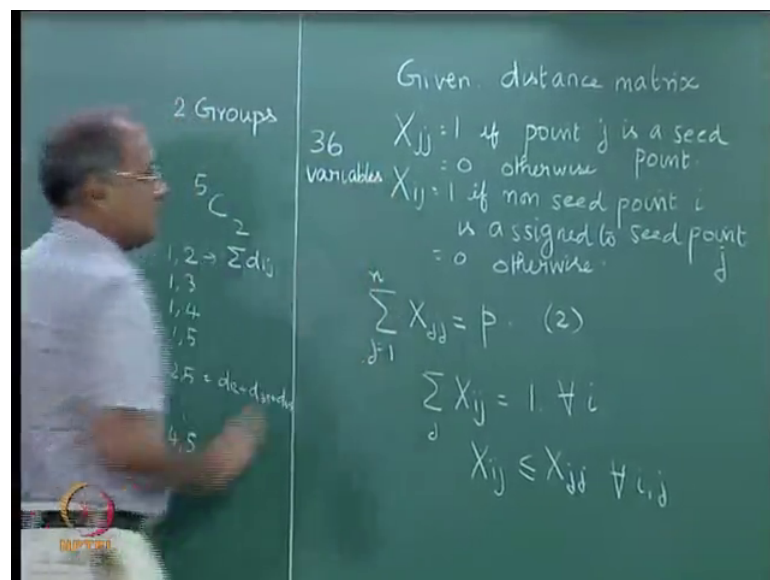 2 Groups
⁵C₂
1, 2 → Σdij
1, 3
1, 4
1, 5
2, 5 =
4, 5
Given. distance matrix
36 variables
Xjj = 1 if point j is a seed
= 0 otherwise point.
Xij = 1 if non seed point i
is assigned to seed point
= 0 otherwise. j
n
Σ Xjj = p. (2)
j=1
Σ Xij = 1 ∀ i
j
Xij ≤ Xjj ∀ i,j
NPTEL